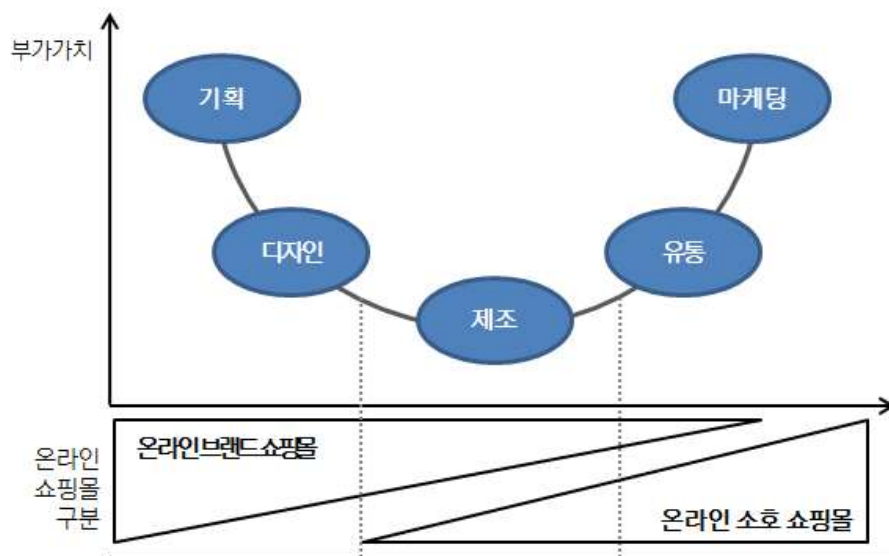 부가가치
기획
마케팅
디자인
유통
제조
온라인 브랜드 쇼핑몰
온라인
쇼핑몰
구분
온라인 소호 쇼핑몰